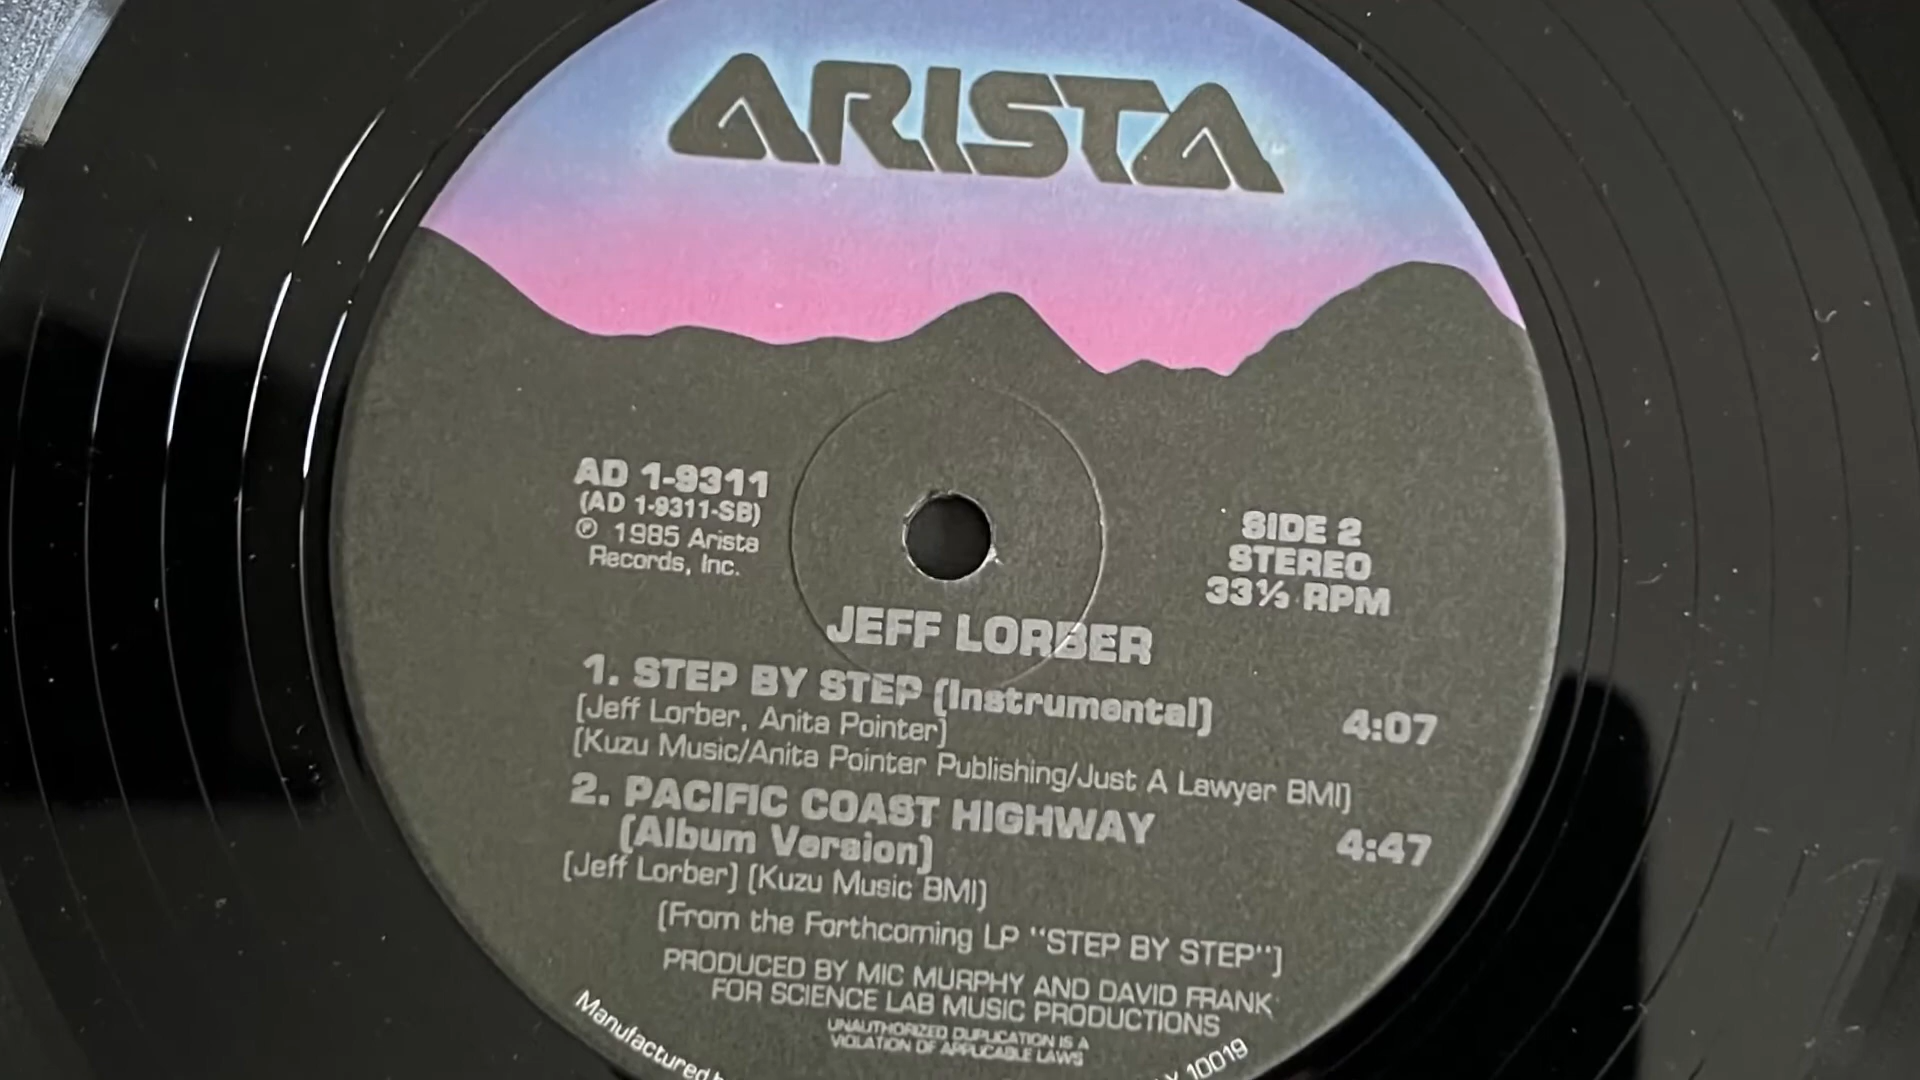 ARISTA
AD 1-9311
(AD 1-9311-SB)
℗ 1985 Arista
Records, Inc.
SIDE 2
STEREO
33⅓ RPM
JEFF LORBER
1. STEP BY STEP (Instrumental) 4:07
(Jeff Lorber, Anita Pointer)
(Kuzu Music/Anita Pointer Publishing/Just A Lawyer BMI)
2. PACIFIC COAST HIGHWAY
(Album Version) 4:47
(Jeff Lorber) (Kuzu Music BMI)
(From the Forthcoming LP "STEP BY STEP")
PRODUCED BY MIC MURPHY AND DAVID FRANK
FOR SCIENCE LAB MUSIC PRODUCTIONS
UNAUTHORIZED DUPLICATION IS A
VIOLATION OF APPLICABLE LAWS
Manufactured 10019